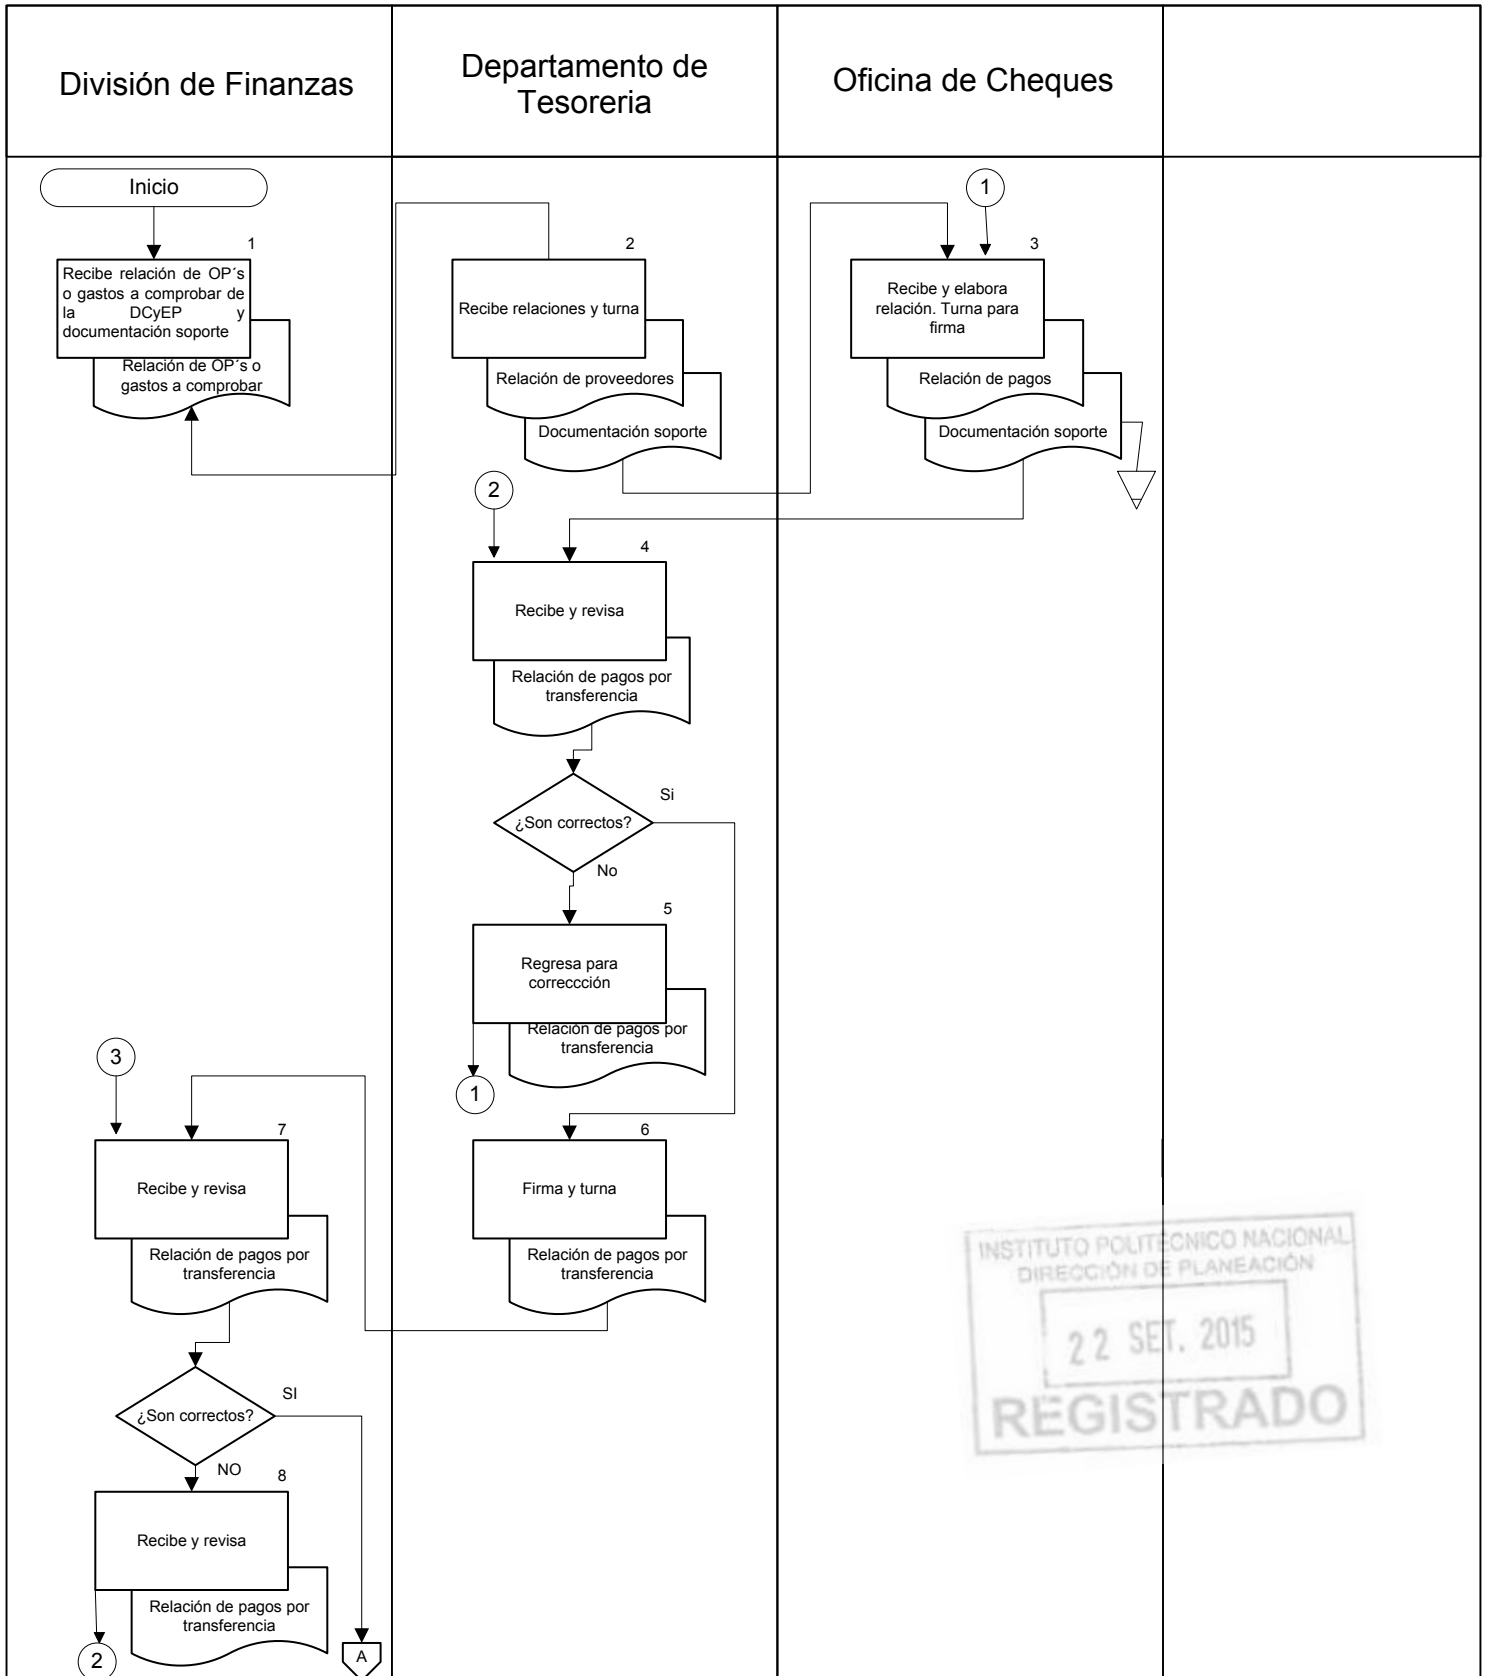 División de Finanzas
Departamento de
Tesoreria
Oficina de Cheques
Inicio
1
1
Recibe relación de OP´s
o gastos a comprobar de
la DCyEP y
documentación soporte
Relación de OP´s o
gastos a comprobar
2
Recibe relaciones y turna
Relación de proveedores
Documentación soporte
3
Recibe y elabora
relación. Turna para
firma
Relación de pagos
Documentación soporte
2
4
Recibe y revisa
Relación de pagos por
transferencia
¿Son correctos?
Si
No
5
Regresa para
correccción
Relación de pagos por
transferencia
1
3
7
Recibe y revisa
Relación de pagos por
transferencia
6
Firma y turna
Relación de pagos por
transferencia
¿Son correctos?
SI
NO
8
Recibe y revisa
Relación de pagos por
transferencia
2
A
INSTITUTO POLITÉCNICO NACIONAL
DIRECCIÓN DE PLANEACIÓN
22 SET. 2015
REGISTRADO